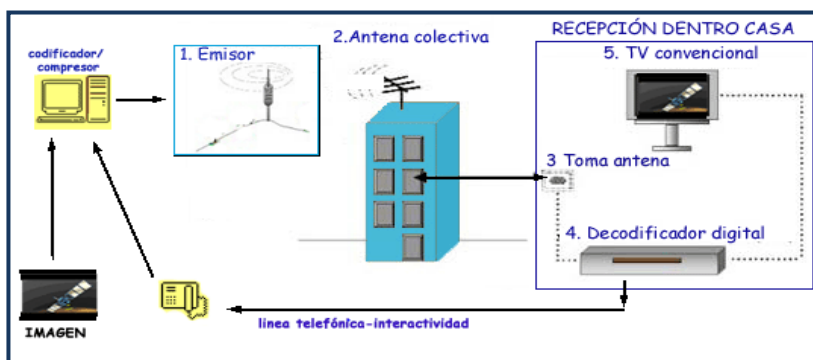 RECEPCIÓN DENTRO CASA
codificador/
compresor
1. Emisor
2.Antena colectiva
5. TV convencional
3 Toma antena
4. Decodificador digital
IMAGEN
linea telefónica-interactividad